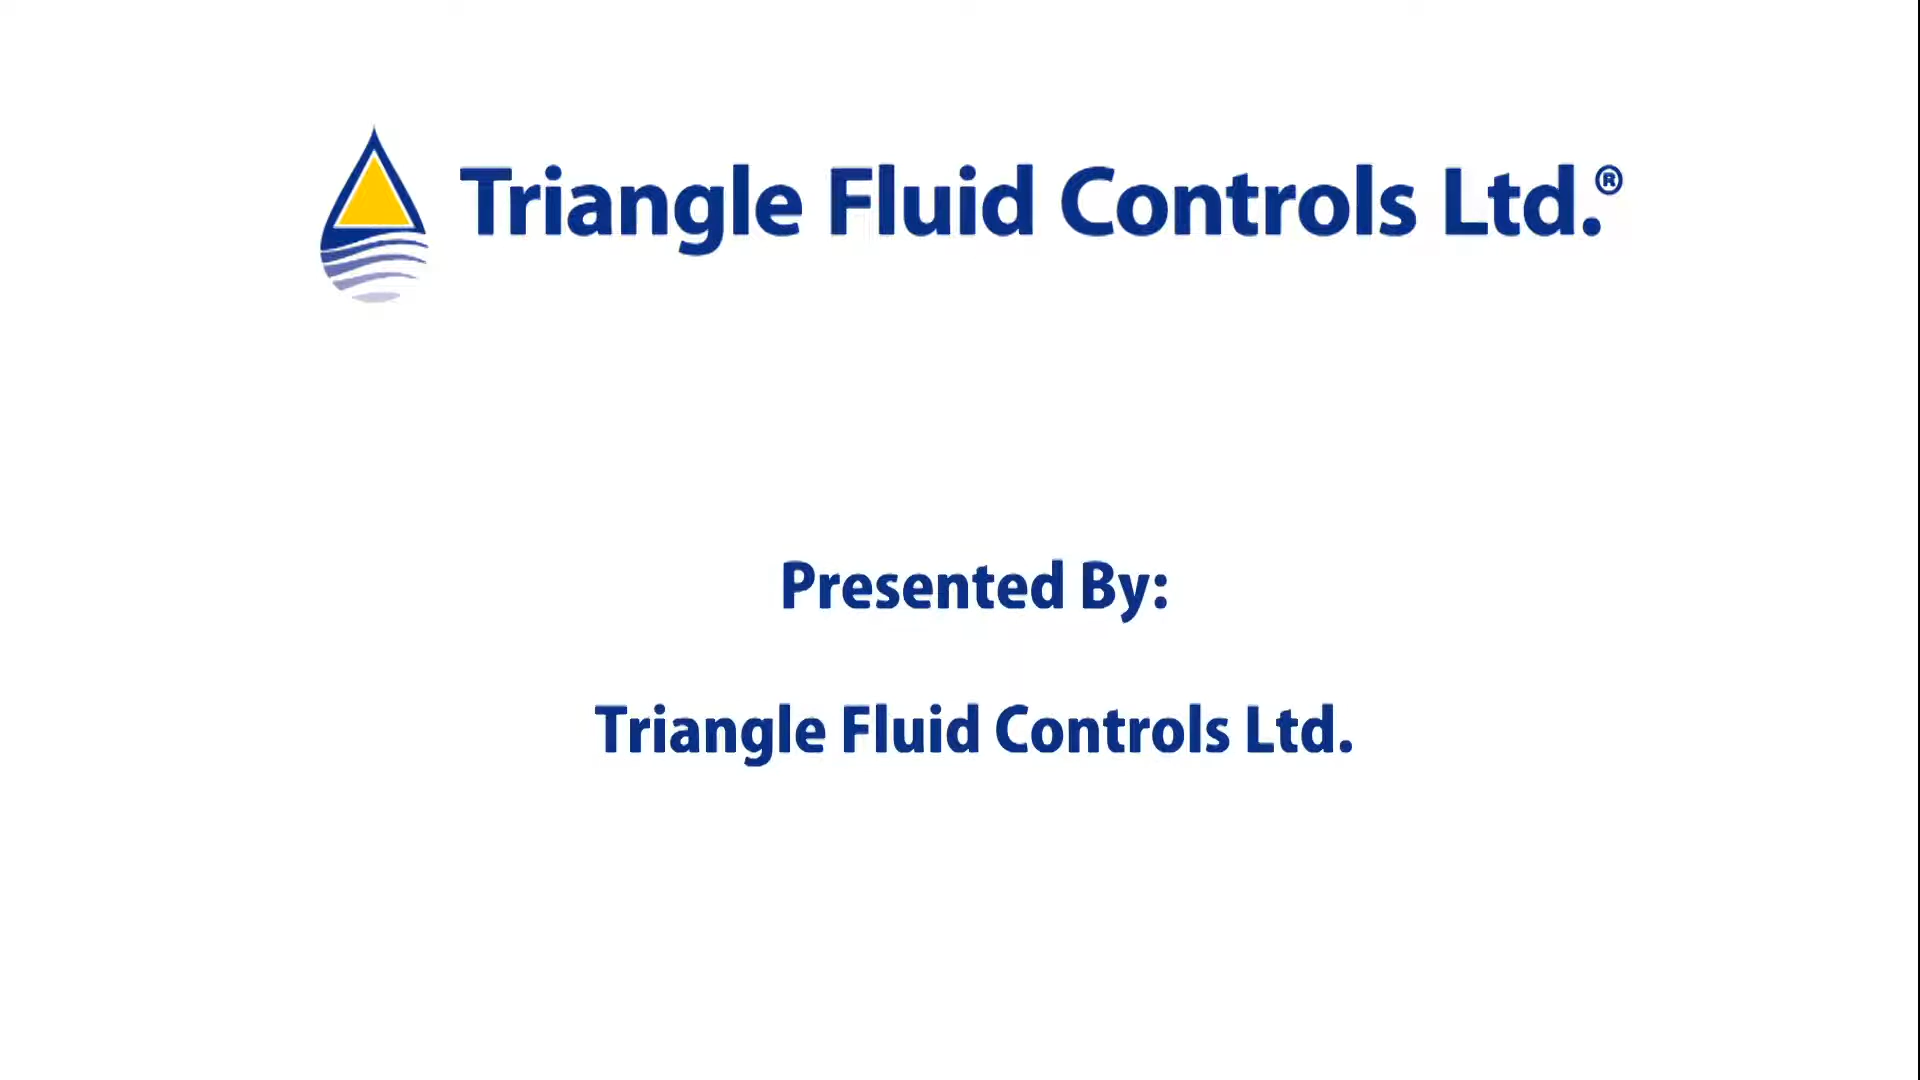 Triangle Fluid Controls Ltd.®
Presented By:
Triangle Fluid Controls Ltd.